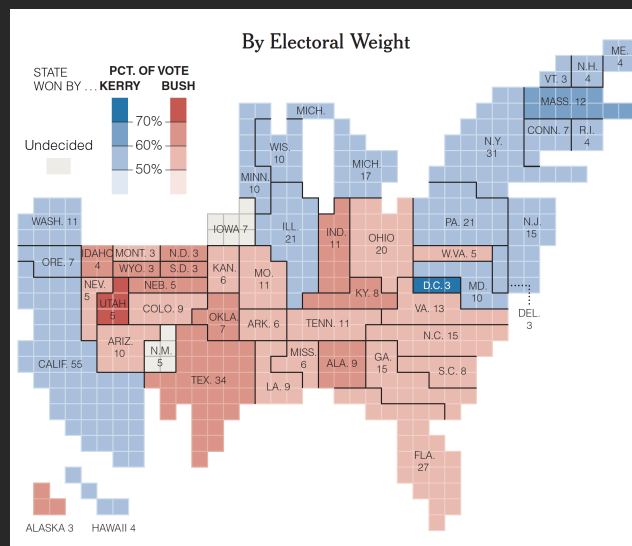 By Electoral Weight
STATE
WON BY . . .
PCT. OF VOTE
KERRY BUSH
70%
60%
50%
Undecided
ME.
4
VT. 3
N.H.
4
MASS. 12
CONN. 7
R.I.
4
N.Y.
31
MICH.
WIS.
10
MICH.
17
MINN.
10
WASH. 11
IOWA 7
ILL.
21
IND.
11
OHIO
20
PA. 21
N.J.
15
ORE. 7
IDAHO
4
MONT. 3
N.D. 3
WYO. 3
S.D. 3
KAN.
6
MO.
11
W.VA. 5
NEV.
5
UTAH
5
NEB. 5
KY. 8
D.C. 3
MD.
10
DEL.
3
COLO. 9
OKLA.
7
ARK. 6
TENN. 11
VA. 13
N.C. 15
ARIZ.
10
N.M.
5
CALIF. 55
TEX. 34
LA. 9
MISS.
6
ALA. 9
GA.
15
S.C. 8
FLA.
27
ALASKA 3
HAWAII 4